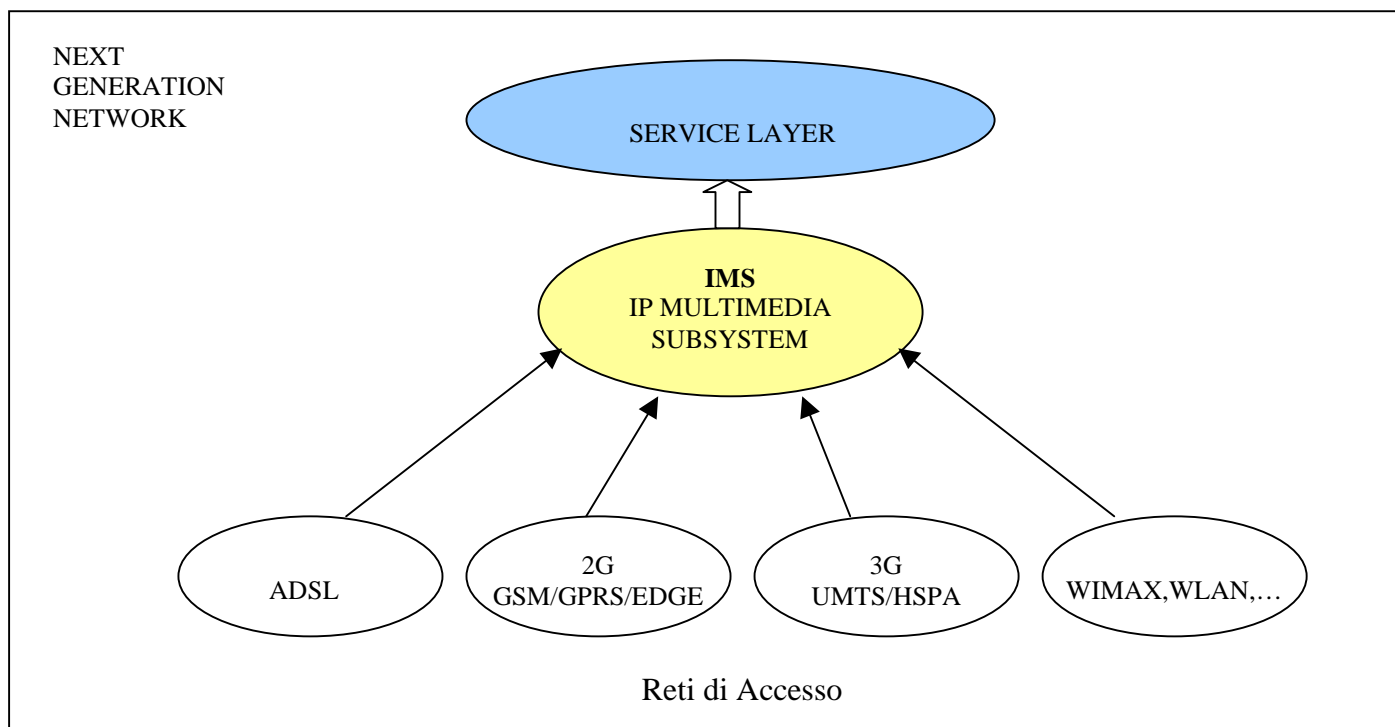 NEXT
GENERATION
NETWORK
SERVICE LAYER
IMS
IP MULTIMEDIA
SUBSYSTEM
ADSL
2G
GSM/GPRS/EDGE
3G
UMTS/HSPA
WIMAX,WLAN,…
Reti di Accesso